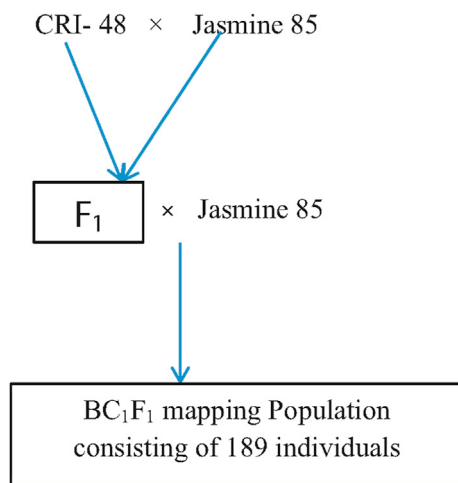 CRI- 48 × Jasmine 85
F₁ × Jasmine 85
BC₁F₁ mapping Population
consisting of 189 individuals